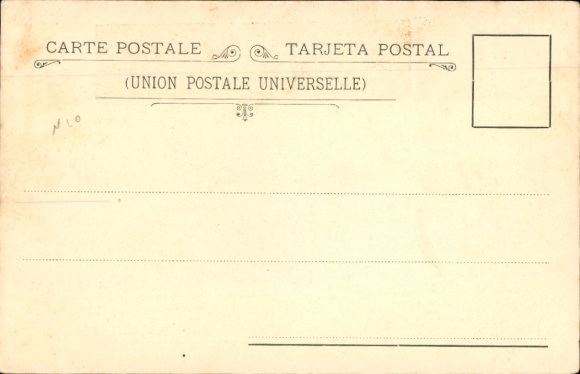 CARTE POSTALE TARJETA POSTAL
(UNION POSTALE UNIVERSELLE)